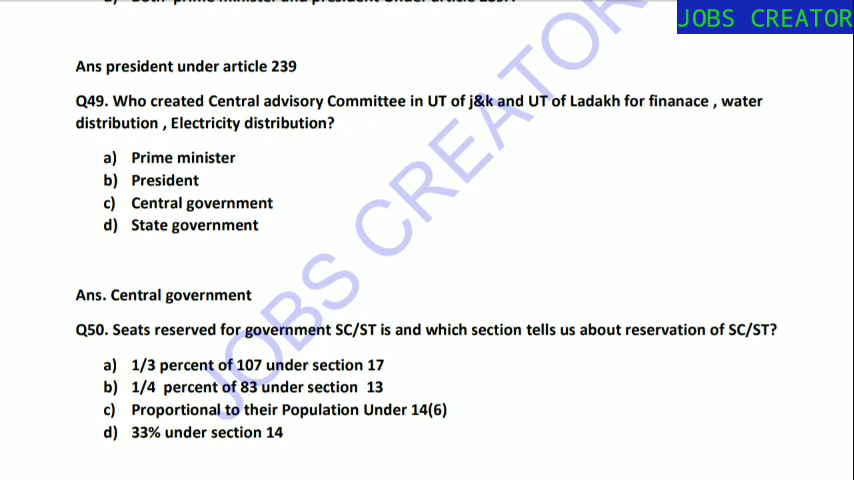 JOBS CREATOR
Ans president under article 239
Q49. Who created Central advisory Committee in UT of j&k and UT of Ladakh for finanace , water
distribution , Electricity distribution?
a) Prime minister
b) President
c) Central government
d) State government
Ans. Central government
Q50. Seats reserved for government SC/ST is and which section tells us about reservation of SC/ST?
a) 1/3 percent of 107 under section 17
b) 1/4 percent of 83 under section 13
c) Proportional to their Population Under 14(6)
d) 33% under section 14
JOBS CREATOR